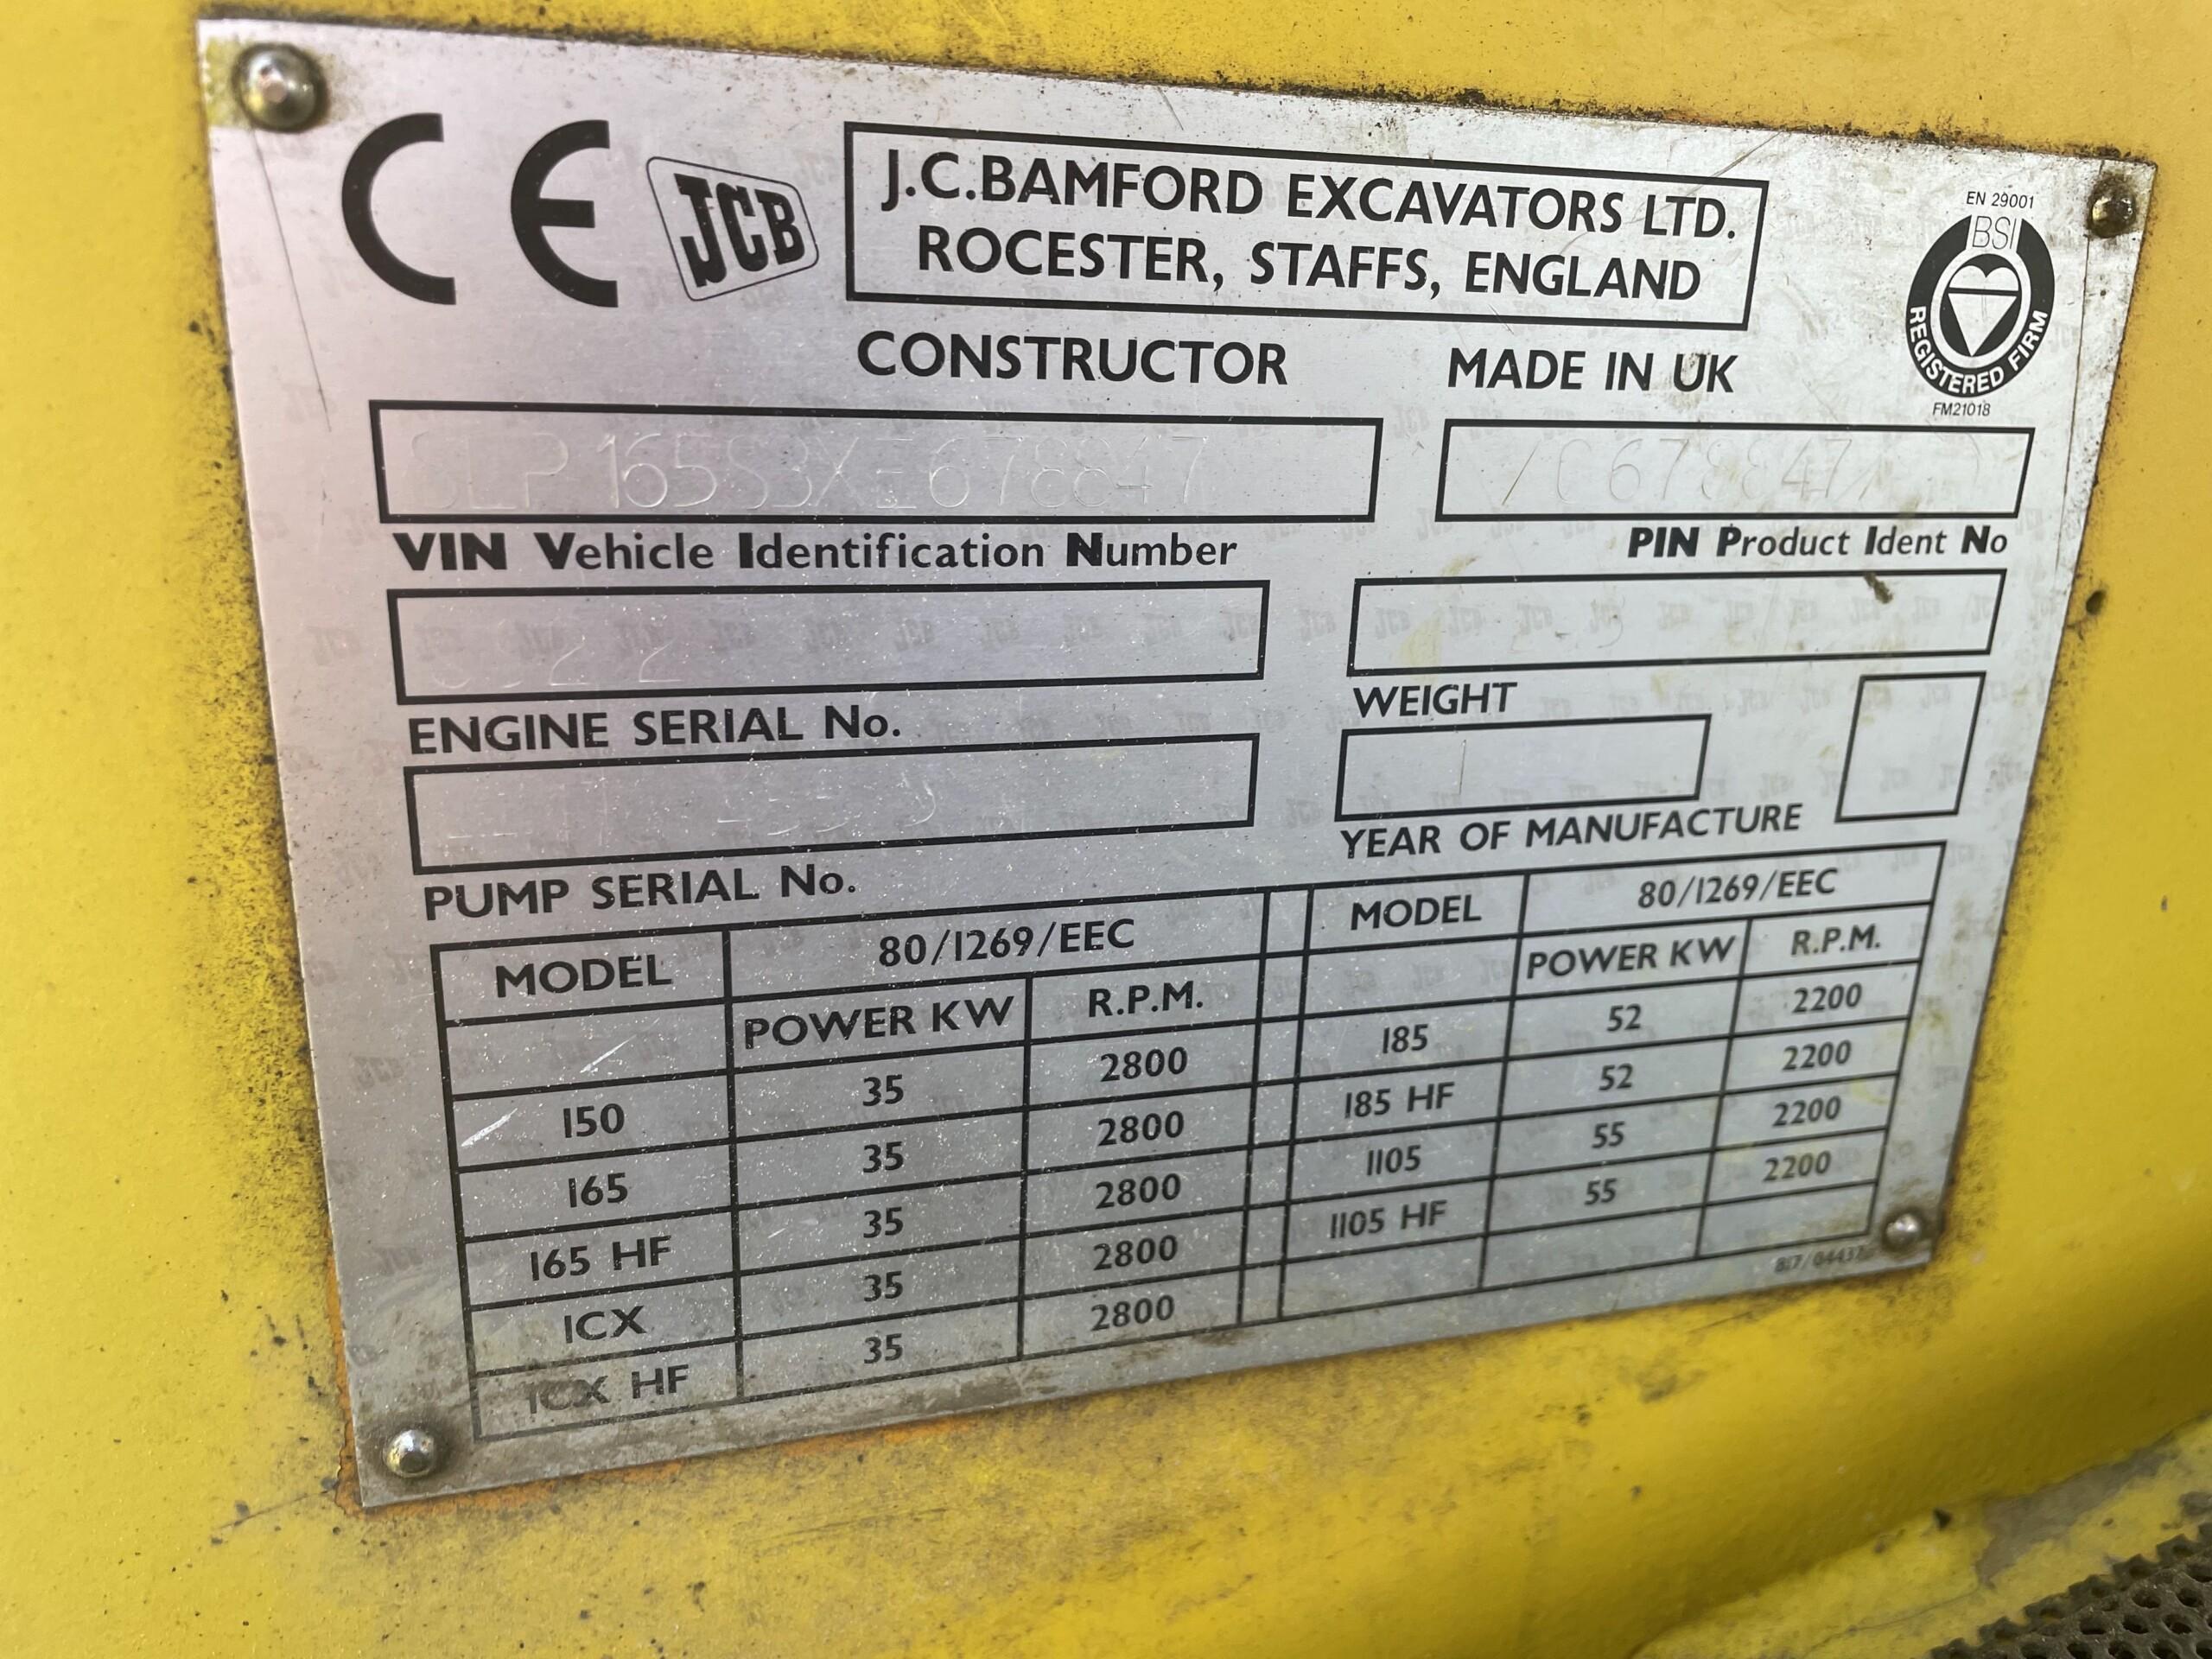 CE
JCB
J.C.BAMFORD EXCAVATORS LTD.
ROCESTER, STAFFS, ENGLAND
EN 29001
BSI
REGISTERED FIRM
FM21018
CONSTRUCTOR
MADE IN UK
SLP165S3XE678847
VIN Vehicle Identification Number
PIN Product Ident No
ENGINE SERIAL No.
WEIGHT
PUMP SERIAL No.
YEAR OF MANUFACTURE
MODEL 80/1269/EEC
POWER KW R.P.M.
150 35 2800
165 35 2800
165 HF 35 2800
1CX 35 2800
1CX HF 35 2800
MODEL 80/1269/EEC
POWER KW R.P.M.
185 52 2200
185 HF 52 2200
1105 55 2200
1105 HF 55 2200